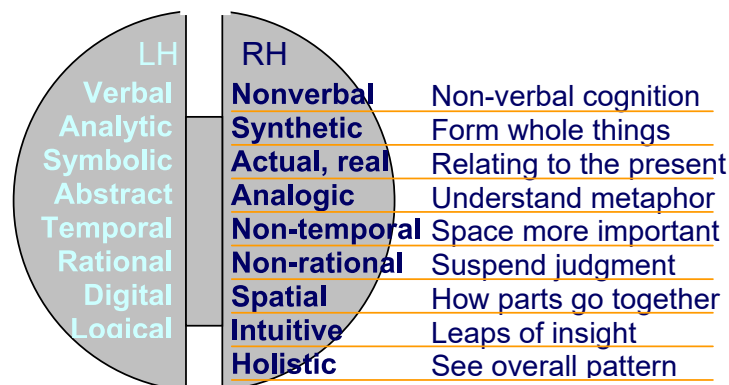 LH RH
Verbal Nonverbal Non-verbal cognition
Analytic Synthetic Form whole things
Symbolic Actual, real Relating to the present
Abstract Analogic Understand metaphor
Temporal Non-temporal Space more important
Rational Non-rational Suspend judgment
Digital Spatial How parts go together
Logical Intuitive Leaps of insight
Holistic See overall pattern